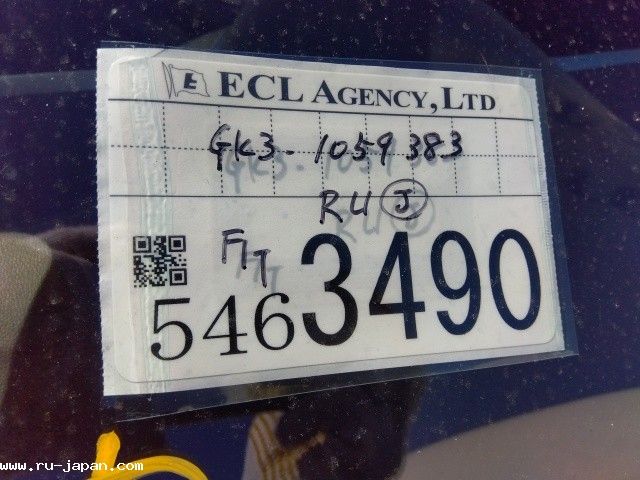 E ECL AGENCY, LTD
GK3-1059383
RU J
FIT
5463490
www.ru-japan.com